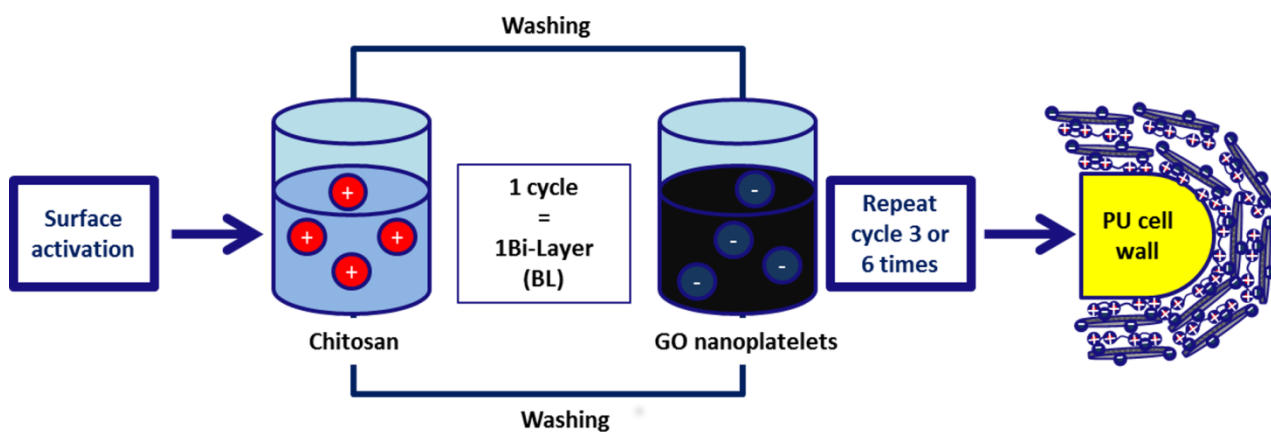 Washing
Surface
activation
+
+
+
+
Chitosan
1 cycle
=
1Bi-Layer
(BL)
-
-
-
-
GO nanoplatelets
Repeat
cycle 3 or
6 times
PU cell
wall
Washing